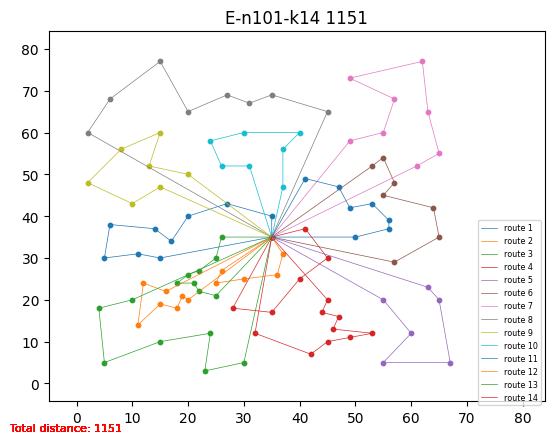 E-n101-k14 1151
80
70
60
50
40
30
20
10
0
route 1
route 2
route 3
route 4
route 5
route 6
route 7
route 8
route 9
route 10
route 11
route 12
route 13
route 14
0 10 20 30 40 50 60 70 80
Total distance: 1151